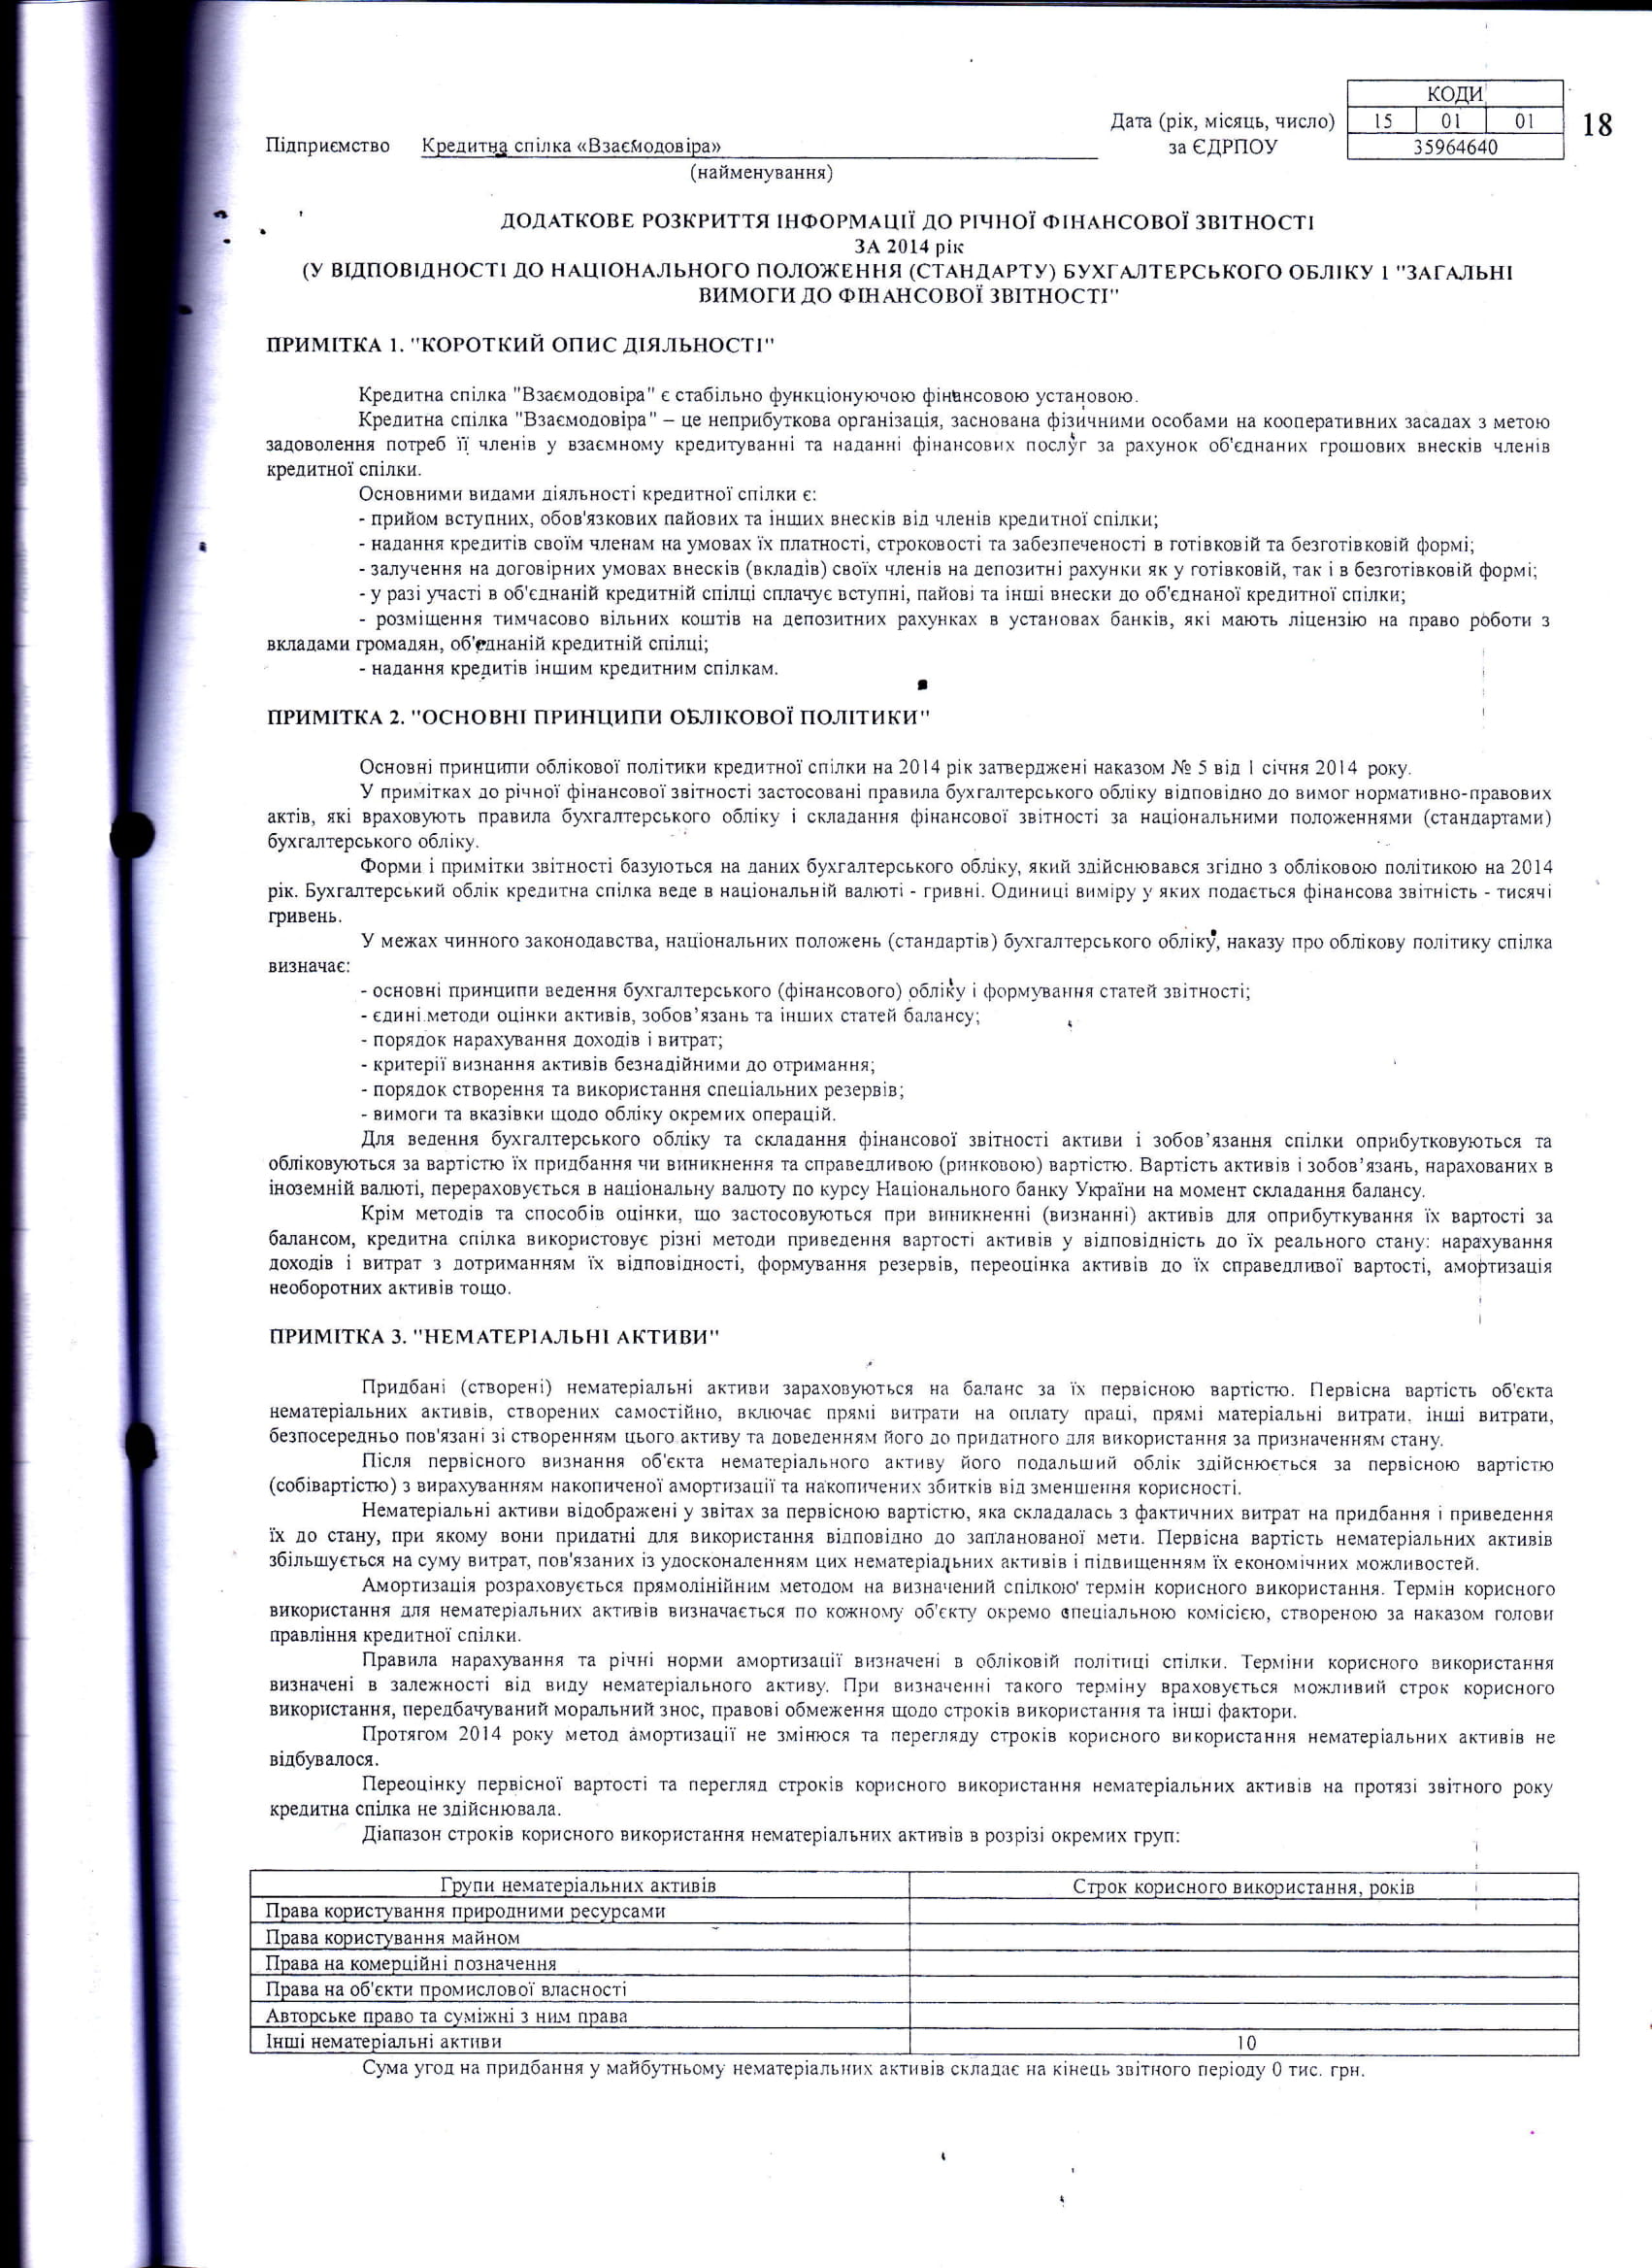 КОДИ
Дата (рік, місяць, число) 15 01 01 18
Підприємство Кредитна спілка «Взаємодовіра» за ЄДРПОУ 35964640
(найменування)
ДОДАТКОВЕ РОЗКРИТТЯ ІНФОРМАЦІЇ ДО РІЧНОЇ ФІНАНСОВОЇ ЗВІТНОСТІ
ЗА 2014 рік
(У ВІДПОВІДНОСТІ ДО НАЦІОНАЛЬНОГО ПОЛОЖЕННЯ (СТАНДАРТУ) БУХГАЛТЕРСЬКОГО ОБЛІКУ 1 "ЗАГАЛЬНІ
ВИМОГИ ДО ФІНАНСОВОЇ ЗВІТНОСТІ"
ПРИМІТКА 1. "КОРОТКИЙ ОПИС ДІЯЛЬНОСТІ"
Кредитна спілка "Взаємодовіра" є стабільно функціонуючою фінансовою установою.
Кредитна спілка "Взаємодовіра" – це неприбуткова організація, заснована фізичними особами на кооперативних засадах з метою
задоволення потреб її членів у взаємному кредитуванні та наданні фінансових послуг за рахунок об'єднаних грошових внесків членів
кредитної спілки.
Основними видами діяльності кредитної спілки є:
- прийом вступних, обов'язкових пайових та інших внесків від членів кредитної спілки;
- надання кредитів своїм членам на умовах їх платності, строковості та забезпеченості в готівковій та безготівковій формі;
- залучення на договірних умовах внесків (вкладів) своїх членів на депозитні рахунки як у готівковій, так і в безготівковій формі;
- у разі участі в об'єднаній кредитній спілці сплачує вступні, пайові та інші внески до об'єднаної кредитної спілки;
- розміщення тимчасово вільних коштів на депозитних рахунках в установах банків, які мають ліцензію на право роботи з
вкладами громадян, об'єднаній кредитній спілці;
- надання кредитів іншим кредитним спілкам.
ПРИМІТКА 2. "ОСНОВНІ ПРИНЦИПИ ОБЛІКОВОЇ ПОЛІТИКИ"
Основні принципи облікової політики кредитної спілки на 2014 рік затверджені наказом № 5 від 1 січня 2014 року.
У примітках до річної фінансової звітності застосовані правила бухгалтерського обліку відповідно до вимог нормативно-правових
актів, які враховують правила бухгалтерського обліку і складання фінансової звітності за національними положеннями (стандартами)
бухгалтерського обліку.
Форми і примітки звітності базуються на даних бухгалтерського обліку, який здійснювався згідно з обліковою політикою на 2014
рік. Бухгалтерський облік кредитна спілка веде в національній валюті - гривні. Одиниці виміру у яких подається фінансова звітність - тисячі
гривень.
У межах чинного законодавства, національних положень (стандартів) бухгалтерського обліку, наказу про облікову політику спілка
визначає:
- основні принципи ведення бухгалтерського (фінансового) обліку і формування статей звітності;
- єдині методи оцінки активів, зобов’язань та інших статей балансу;
- порядок нарахування доходів і витрат;
- критерії визнання активів безнадійними до отримання;
- порядок створення та використання спеціальних резервів;
- вимоги та вказівки щодо обліку окремих операцій.
Для ведення бухгалтерського обліку та складання фінансової звітності активи і зобов’язання спілки оприбутковуються та
обліковуються за вартістю їх придбання чи виникнення та справедливою (ринковою) вартістю. Вартість активів і зобов’язань, нарахованих в
іноземній валюті, перераховується в національну валюту по курсу Національного банку України на момент складання балансу.
Крім методів та способів оцінки, що застосовуються при виникненні (визнанні) активів для оприбуткування їх вартості за
балансом, кредитна спілка використовує різні методи приведення вартості активів у відповідність до їх реального стану: нарахування
доходів і витрат з дотриманням їх відповідності, формування резервів, переоцінка активів до їх справедливої вартості, амортизація
необоротних активів тощо.
ПРИМІТКА 3. "НЕМАТЕРІАЛЬНІ АКТИВИ"
Придбані (створені) нематеріальні активи зараховуються на баланс за їх первісною вартістю. Первісна вартість об'єкта
нематеріальних активів, створених самостійно, включає прямі витрати на оплату праці, прямі матеріальні витрати, інші витрати,
безпосередньо пов'язані зі створенням цього активу та доведенням його до придатного для використання за призначенням стану.
Після первісного визнання об'єкта нематеріального активу його подальший облік здійснюється за первісною вартістю
(собівартістю) з вирахуванням накопиченої амортизації та накопичених збитків від зменшення корисності.
Нематеріальні активи відображені у звітах за первісною вартістю, яка складалась з фактичних витрат на придбання і приведення
їх до стану, при якому вони придатні для використання відповідно до запланованої мети. Первісна вартість нематеріальних активів
збільшується на суму витрат, пов'язаних із удосконаленням цих нематеріальних активів і підвищенням їх економічних можливостей.
Амортизація розраховується прямолінійним методом на визначений спілкою термін корисного використання. Термін корисного
використання для нематеріальних активів визначається по кожному об'єкту окремо спеціальною комісією, створеною за наказом голови
правління кредитної спілки.
Правила нарахування та річні норми амортизації визначені в обліковій політиці спілки. Терміни корисного використання
визначені в залежності від виду нематеріального активу. При визначенні такого терміну враховується можливий строк корисного
використання, передбачуваний моральний знос, правові обмеження щодо строків використання та інші фактори.
Протягом 2014 року метод амортизації не змінюся та перегляду строків корисного використання нематеріальних активів не
відбувалося.
Переоцінку первісної вартості та перегляд строків корисного використання нематеріальних активів на протязі звітного року
кредитна спілка не здійснювала.
Діапазон строків корисного використання нематеріальних активів в розрізі окремих груп:
Групи нематеріальних активів Строк корисного використання, років
Права користування природними ресурсами
Права користування майном
Права на комерційні позначення
Права на об'єкти промислової власності
Авторське право та суміжні з ним права
Інші нематеріальні активи 10
Сума угод на придбання у майбутньому нематеріальних активів складає на кінець звітного періоду 0 тис. грн.